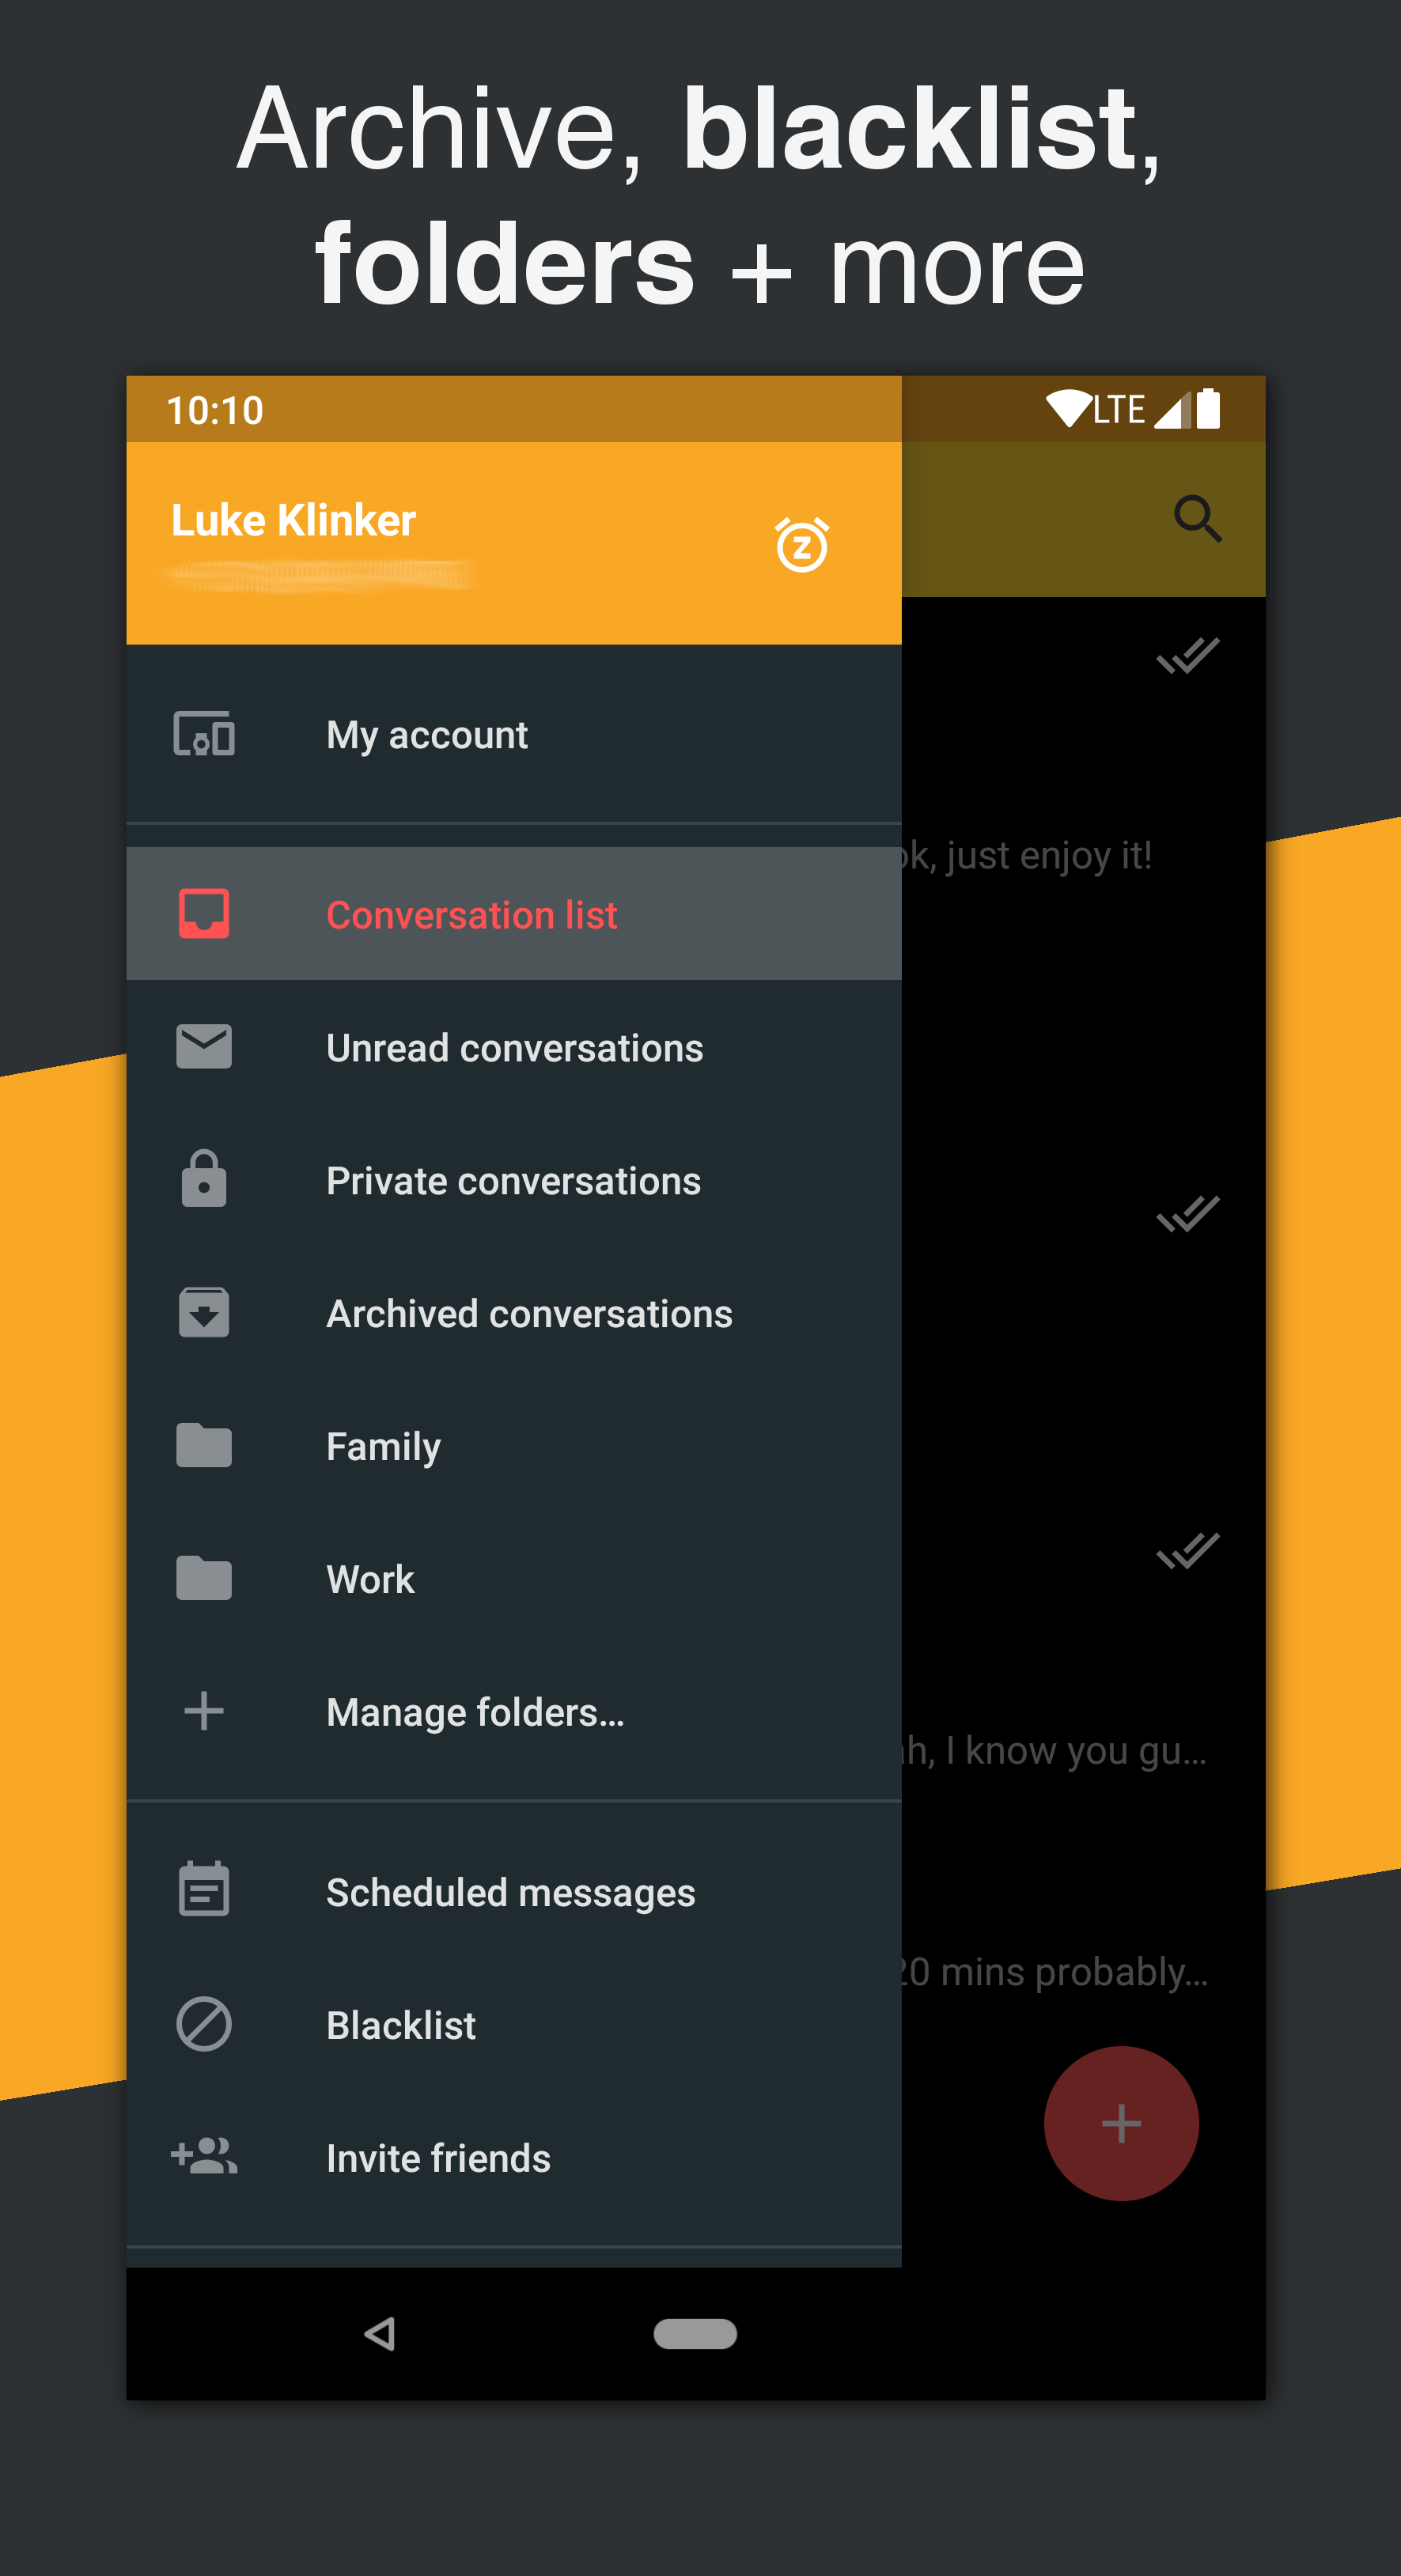 Archive, blacklist,
folders + more
10:10
LTE
Luke Klinker
My account
ok, just enjoy it!
Conversation list
Unread conversations
Private conversations
Archived conversations
Family
Work
Manage folders...
h, I know you gu...
Scheduled messages
20 mins probably...
Blacklist
Invite friends